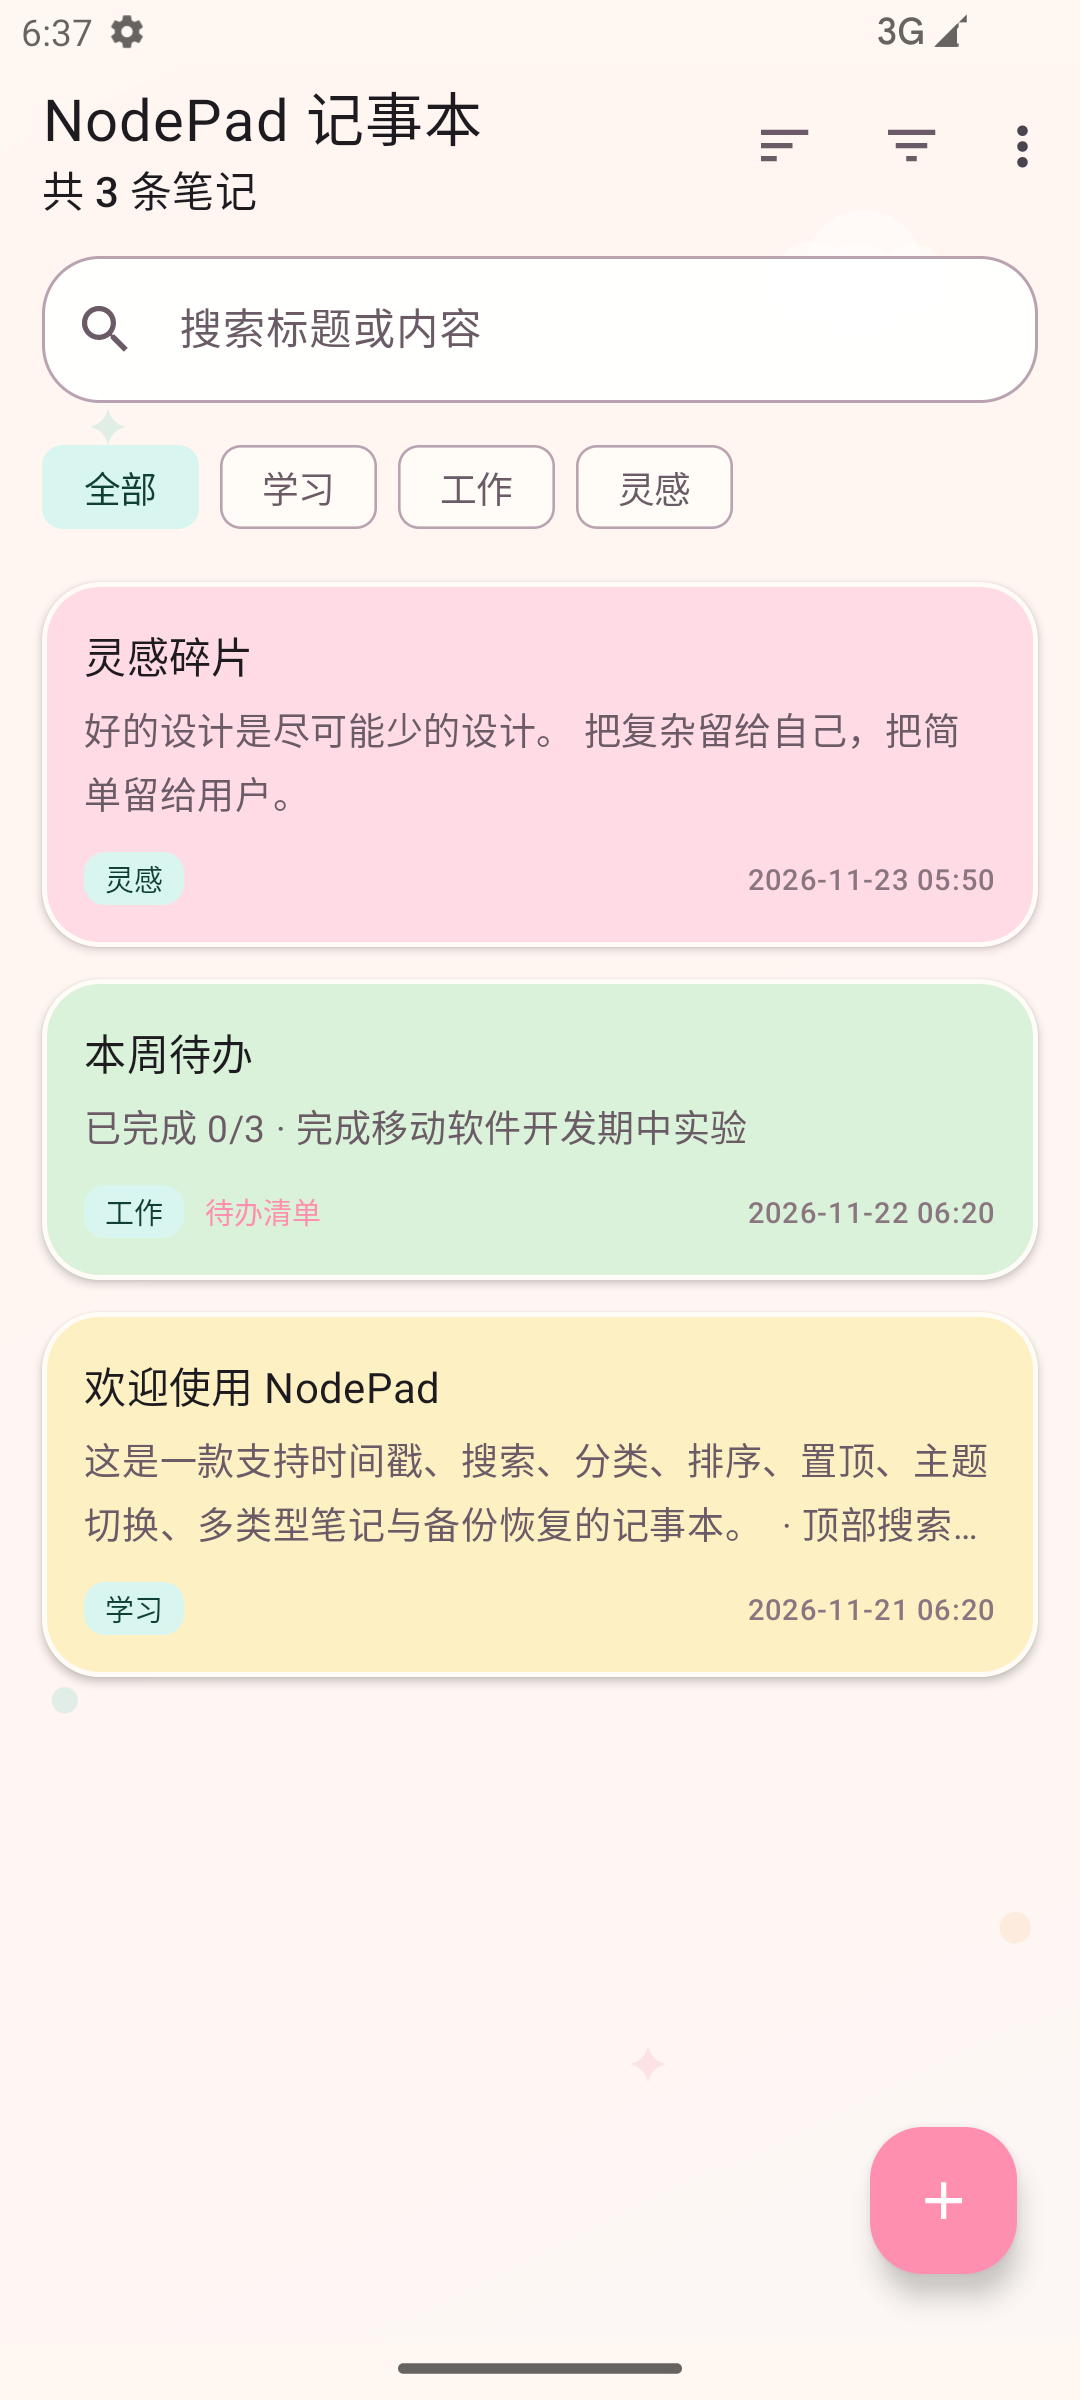 6:37
3G
NodePad 记事本
共 3 条笔记
搜索标题或内容
全部
学习
工作
灵感
灵感碎片
好的设计是尽可能少的设计。 把复杂留给自己，把简
单留给用户。
灵感
2026-11-23 05:50
本周待办
已完成 0/3 · 完成移动软件开发期中实验
工作
待办清单
2026-11-22 06:20
欢迎使用 NodePad
这是一款支持时间戳、搜索、分类、排序、置顶、主题
切换、多类型笔记与备份恢复的记事本。 · 顶部搜索...
学习
2026-11-21 06:20